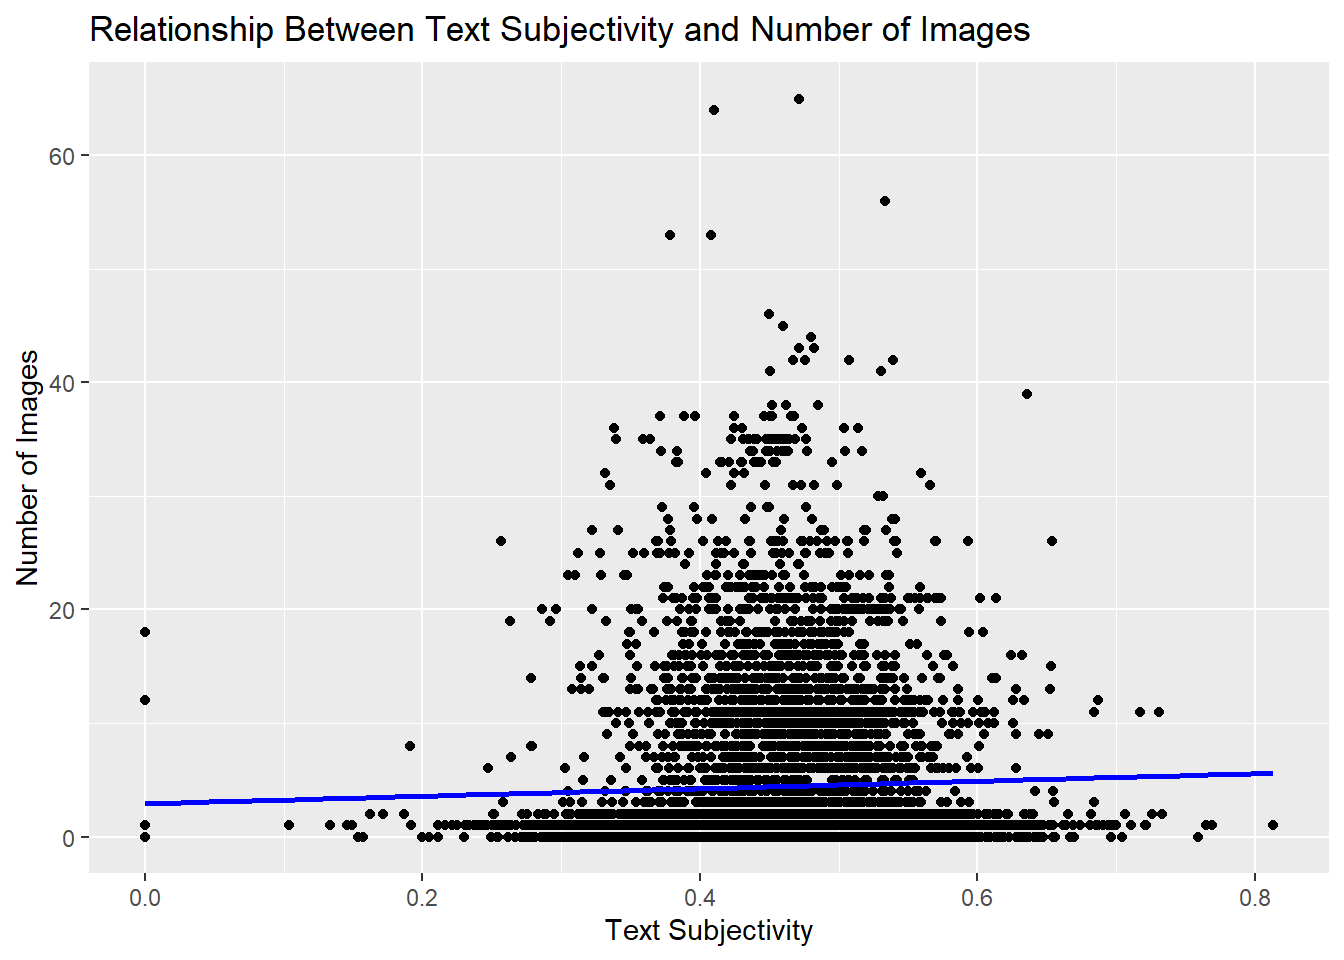 Relationship Between Text Subjectivity and Number of Images
Number of Images
60
40
20
0
0.0 0.2 0.4 0.6 0.8
Text Subjectivity